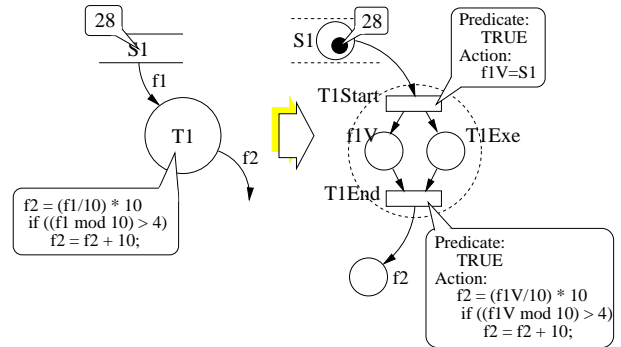 28
S1
f1
T1
f2
f2 = (f1/10) * 10
if ((f1 mod 10) > 4)
f2 = f2 + 10;
28
S1
Predicate:
TRUE
Action:
f1V=S1
T1Start
f1V
T1Exe
T1End
f2
Predicate:
TRUE
Action:
f2 = (f1V/10) * 10
if ((f1V mod 10) > 4)
f2 = f2 + 10;